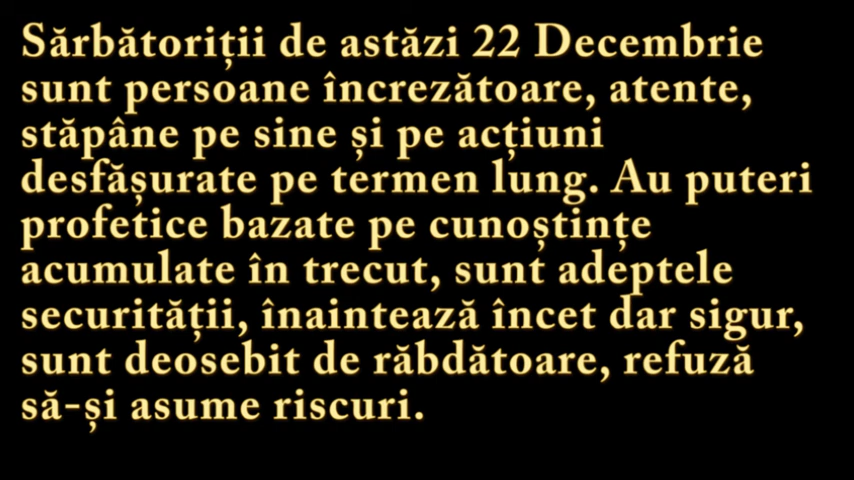 Sărbătoriții de astăzi 22 Decembrie
sunt persoane încrezătoare, atente,
stăpâne pe sine și pe acțiuni
desfășurate pe termen lung. Au puteri
profetice bazate pe cunoștințe
acumulate în trecut, sunt adeptele
securității, înaintează încet dar sigur,
sunt deosebit de răbdătoare, refuză
să-și asume riscuri.